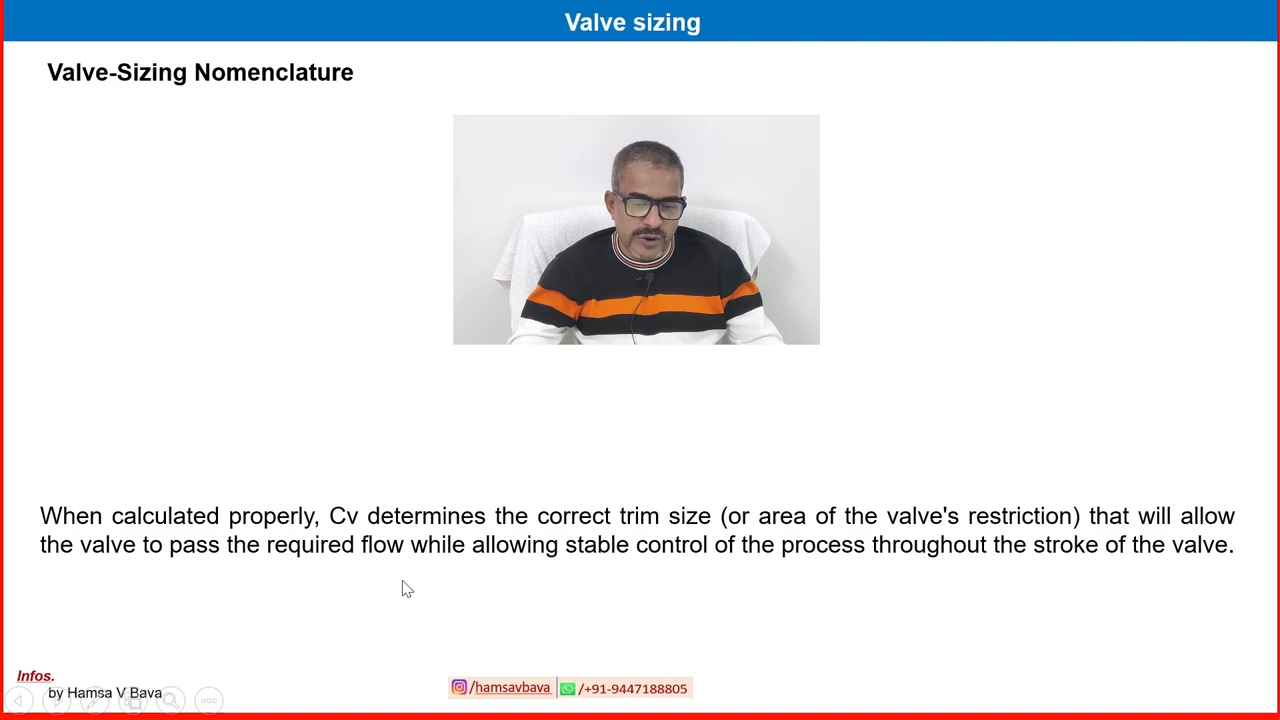 Valve sizing
Valve-Sizing Nomenclature
When calculated properly, Cv determines the correct trim size (or area of the valve's restriction) that will allow
the valve to pass the required flow while allowing stable control of the process throughout the stroke of the valve.
Infos.
by Hamsa V Bava
/hamsavbava /+91-9447188805